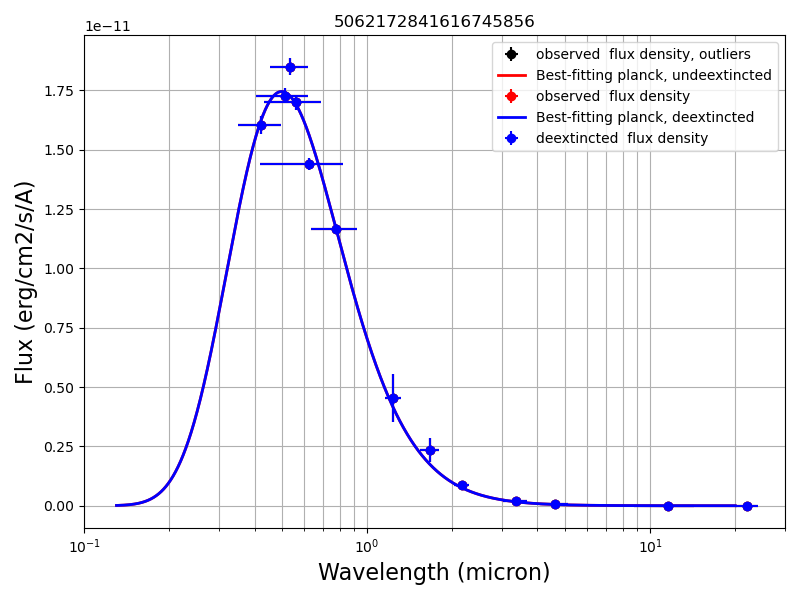 5062172841616745856
1e−11
observed  flux density, outliers
Best-fitting planck, undeextincted
observed  flux density
Best-fitting planck, deextincted
deextincted  flux density
Flux (erg/cm2/s/A)
1.75
1.50
1.25
1.00
0.75
0.50
0.25
0.00
10⁻¹ 10⁰ 10¹
Wavelength (micron)